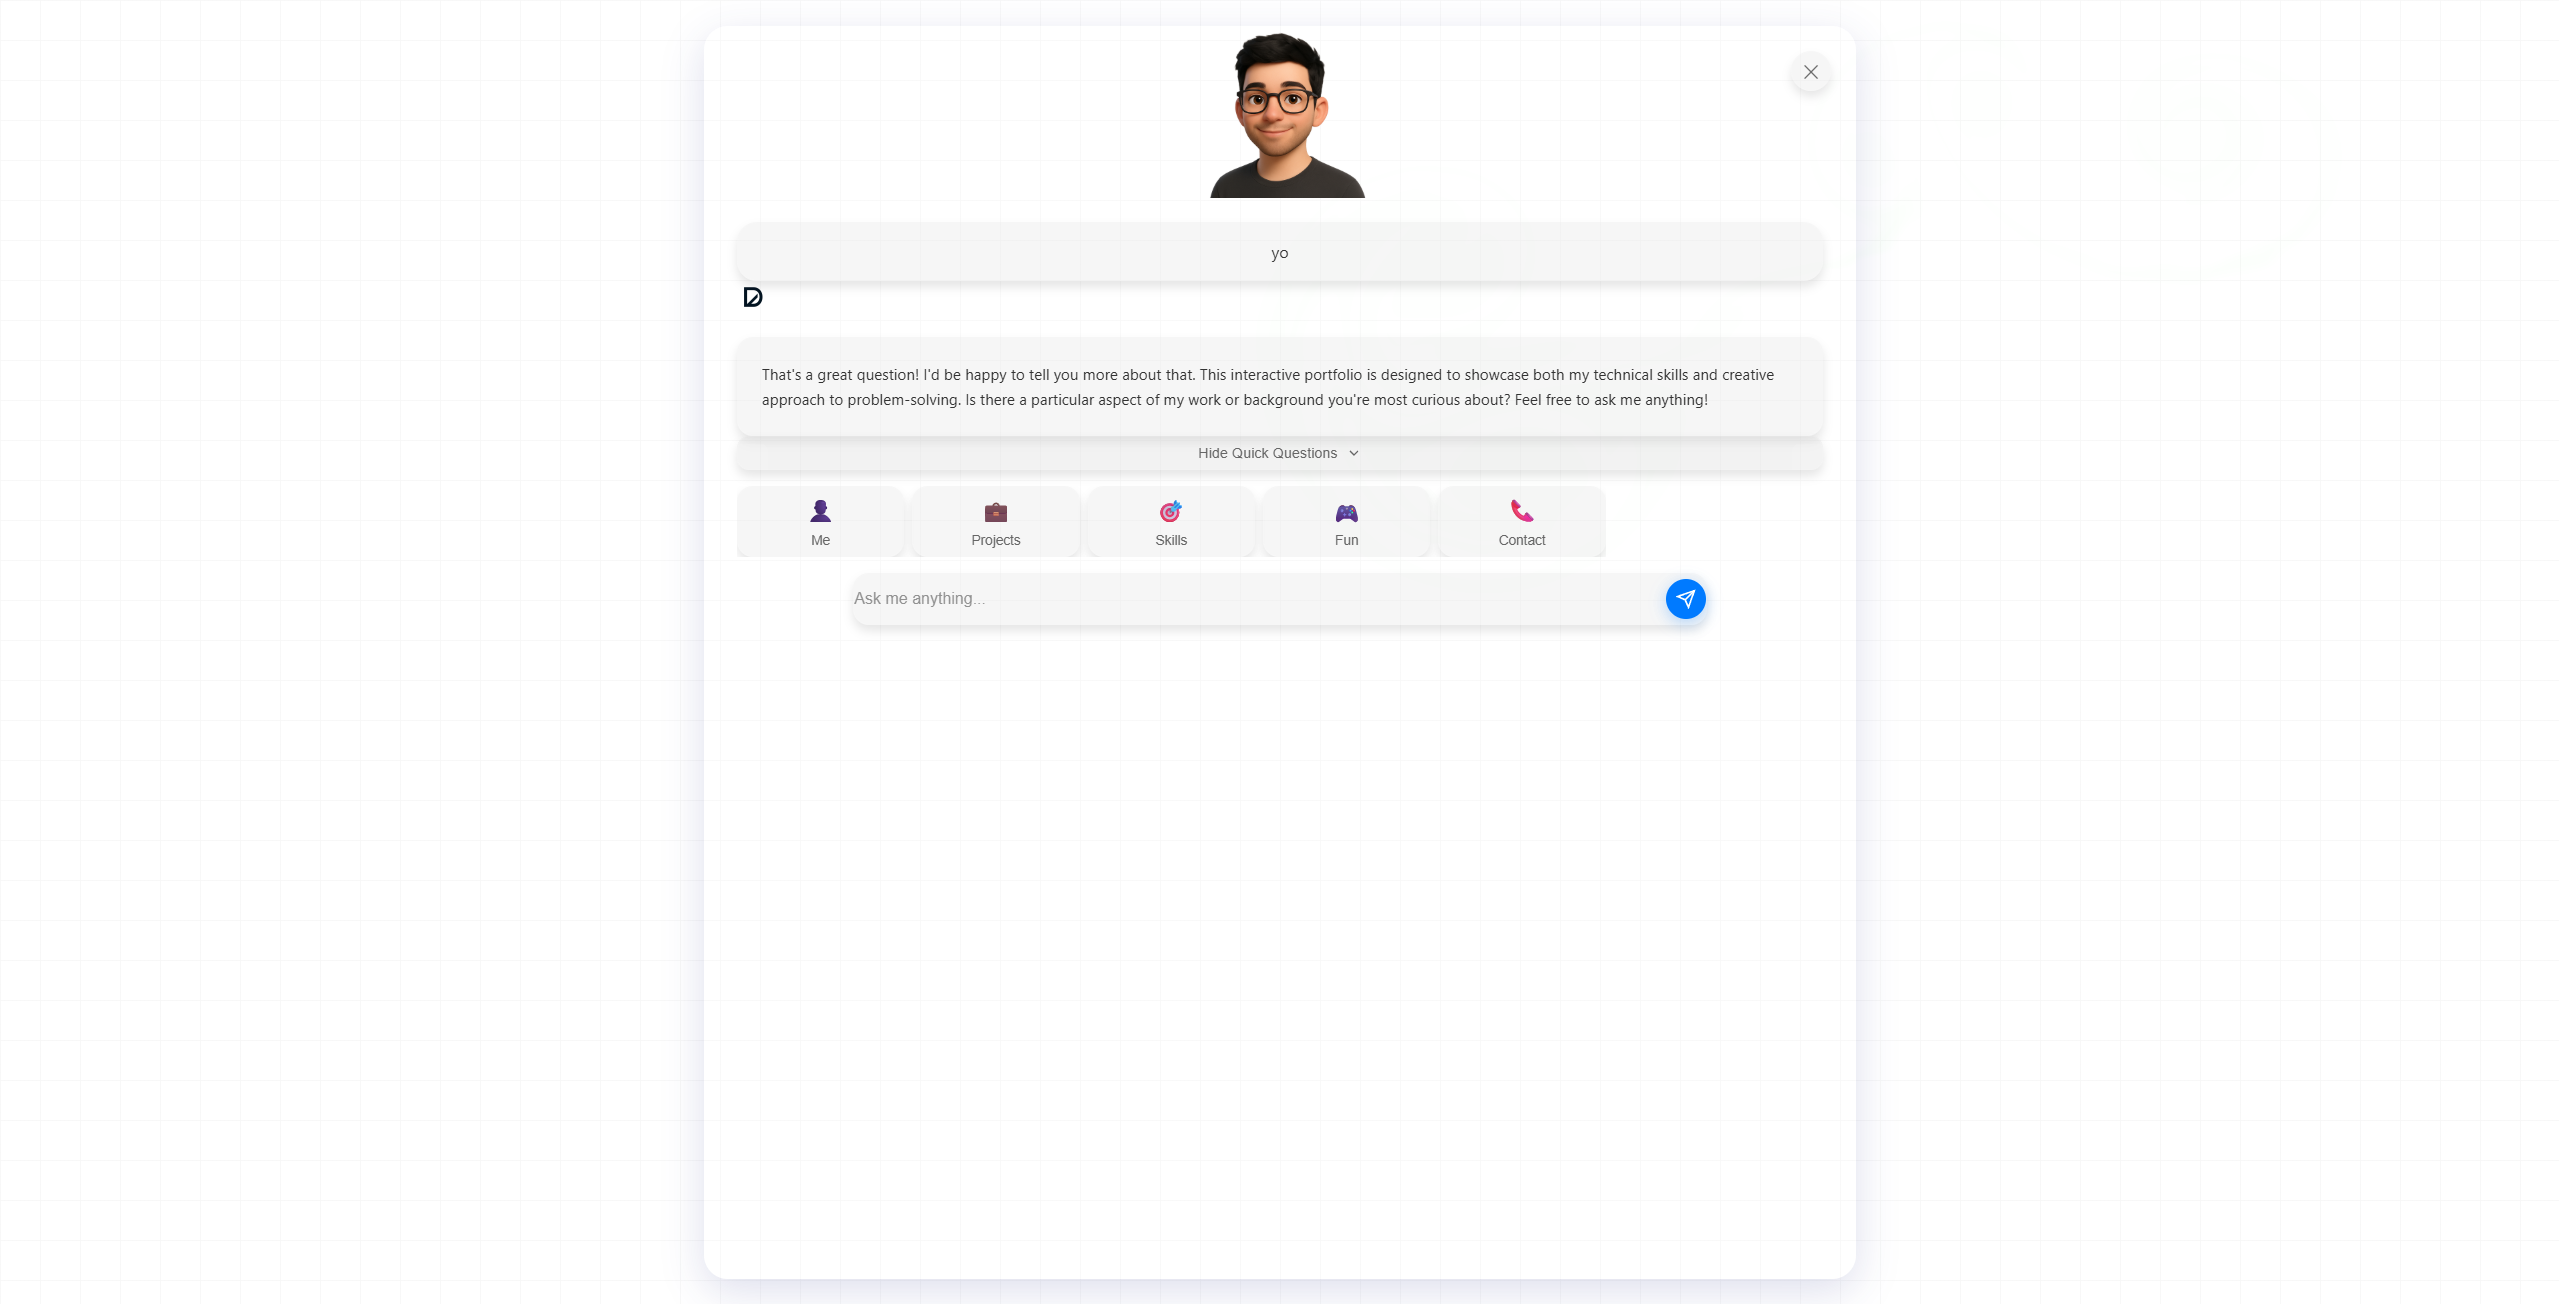 yo
That's a great question! I'd be happy to tell you more about that. This interactive portfolio is designed to showcase both my technical skills and creative
approach to problem-solving. Is there a particular aspect of my work or background you're most curious about? Feel free to ask me anything!
Hide Quick Questions
Me
Projects
Skills
Fun
Contact
Ask me anything...